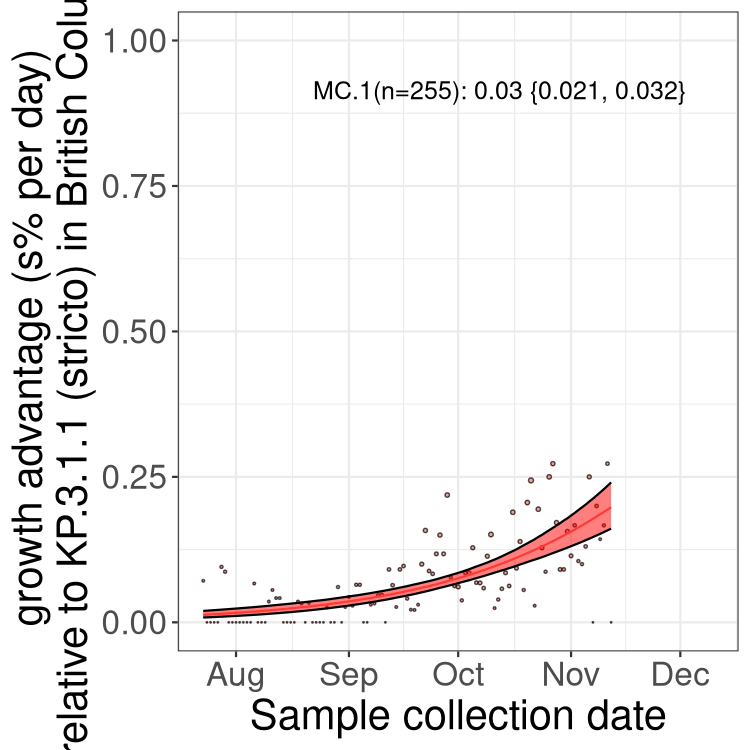 growth advantage (s% per day)
relative to KP.3.1.1 (stricto) in British Colu
1.00
0.75
0.50
0.25
0.00
MC.1(n=255): 0.03 {0.021, 0.032}
Aug Sep Oct Nov Dec
Sample collection date